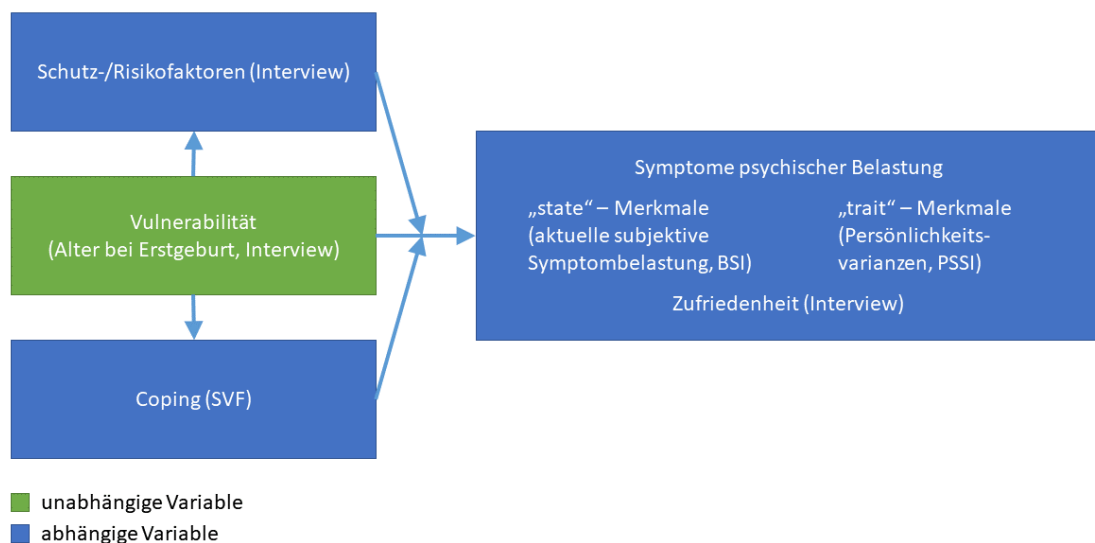 Schutz-/Risikofaktoren (Interview)
Vulnerabilität
(Alter bei Erstgeburt, Interview)
Coping (SVF)
Symptome psychischer Belastung
„state“ – Merkmale
(aktuelle subjektive
Symptombelastung, BSI)
„trait“ – Merkmale
(Persönlichkeits-
varianzen, PSSI)
Zufriedenheit (Interview)
unabhängige Variable
abhängige Variable